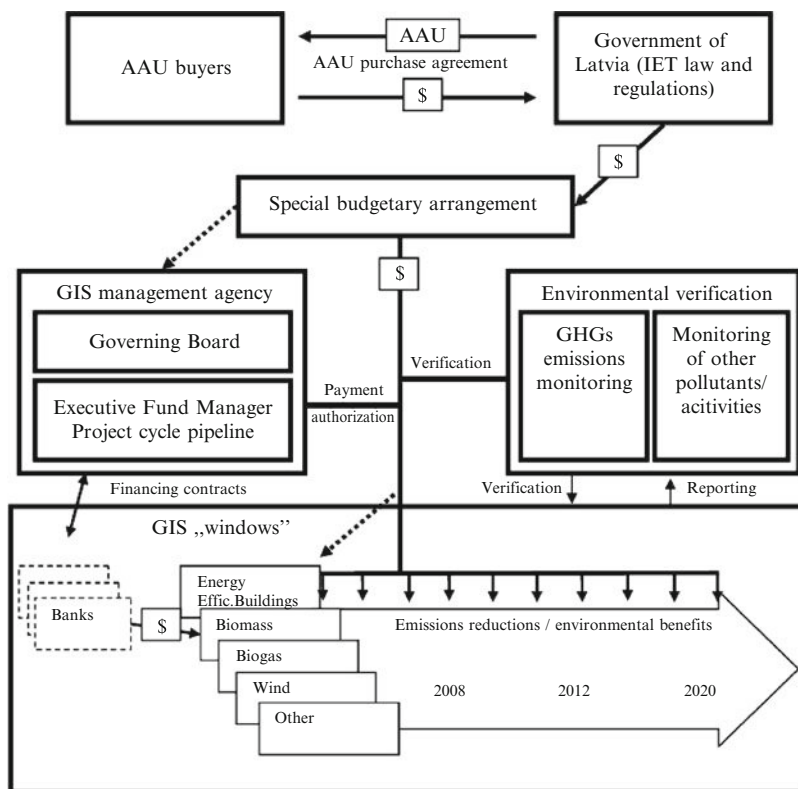 AAU
AAU buyers
AAU purchase agreement
$
Government of
Latvia (IET law and
regulations)
$
Special budgetary arrangement
$
GIS management agency
Governing Board
Executive Fund Manager
Project cycle pipeline
Payment
authorization
Verification
Environmental verification
GHGs
emissions
monitoring
Monitoring
of other
pollutants/
acitivities
Financing contracts
Verification
Reporting
GIS „windows”
Banks
$
Energy
Effic.Buildings
Biomass
Biogas
Wind
Other
Emissions reductions / environmental benefits
2008 2012 2020